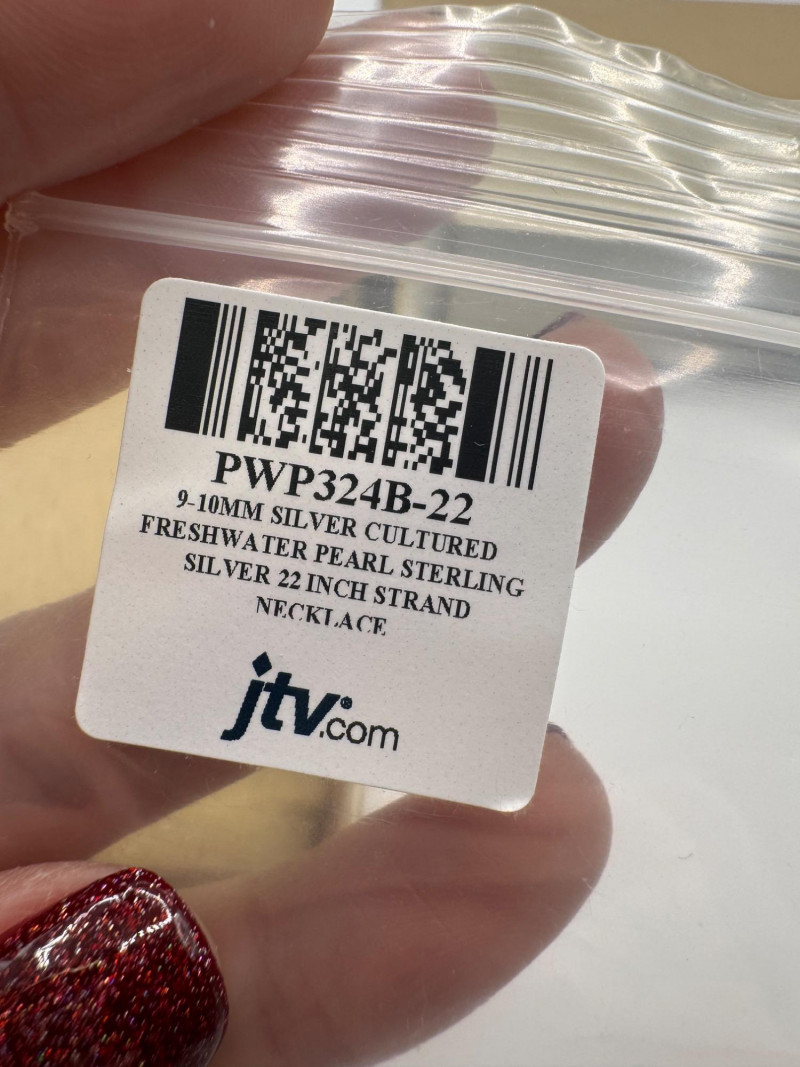 PWP324B-22
9-10MM SILVER CULTURED
FRESHWATER PEARL STERLING
SILVER 22 INCH STRAND
NECKLACE
jtv®.com